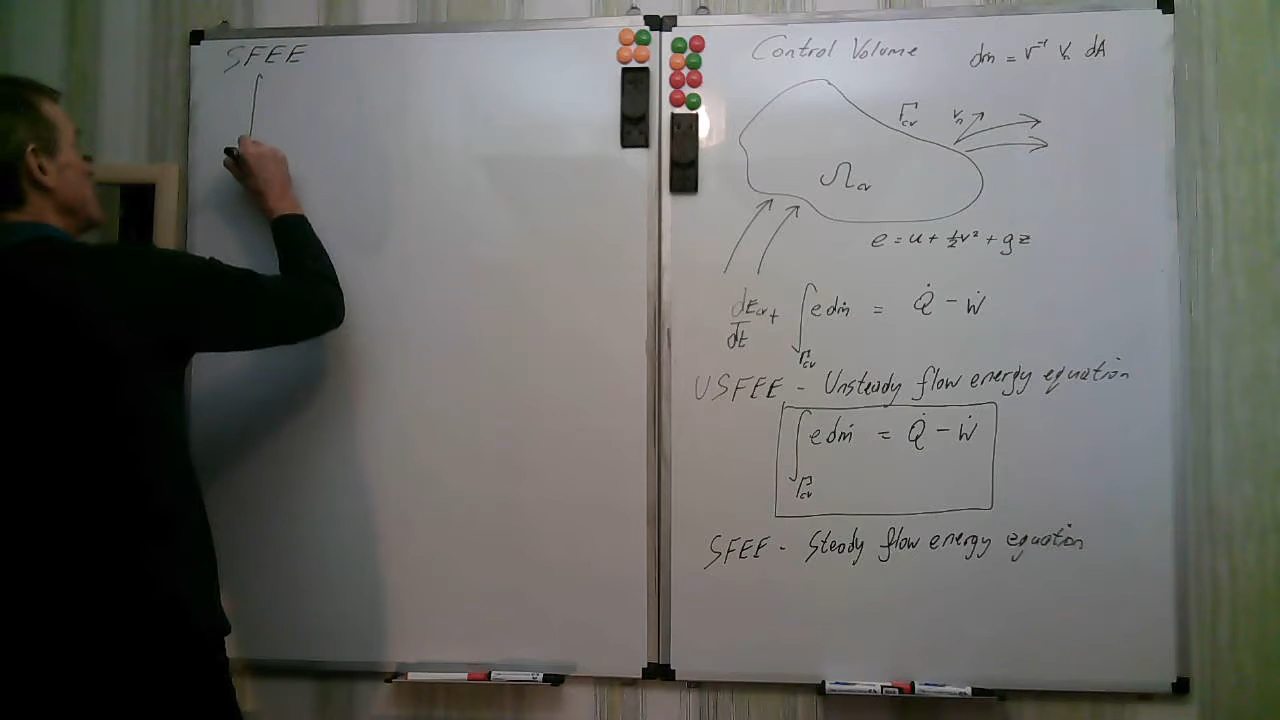 SFEE
∫
Control Volume
dṁ = v⁻¹ Vₙ dA
Γcv
Vₙ
Ωcv
e = u + ½v² + gz
dEcv/dt + ∫Γcv e dṁ = Q̇ - Ẇ
USFEE - Unsteady flow energy equation
∫Γcv e dṁ = Q̇ - Ẇ
SFEE - Steady flow energy equation